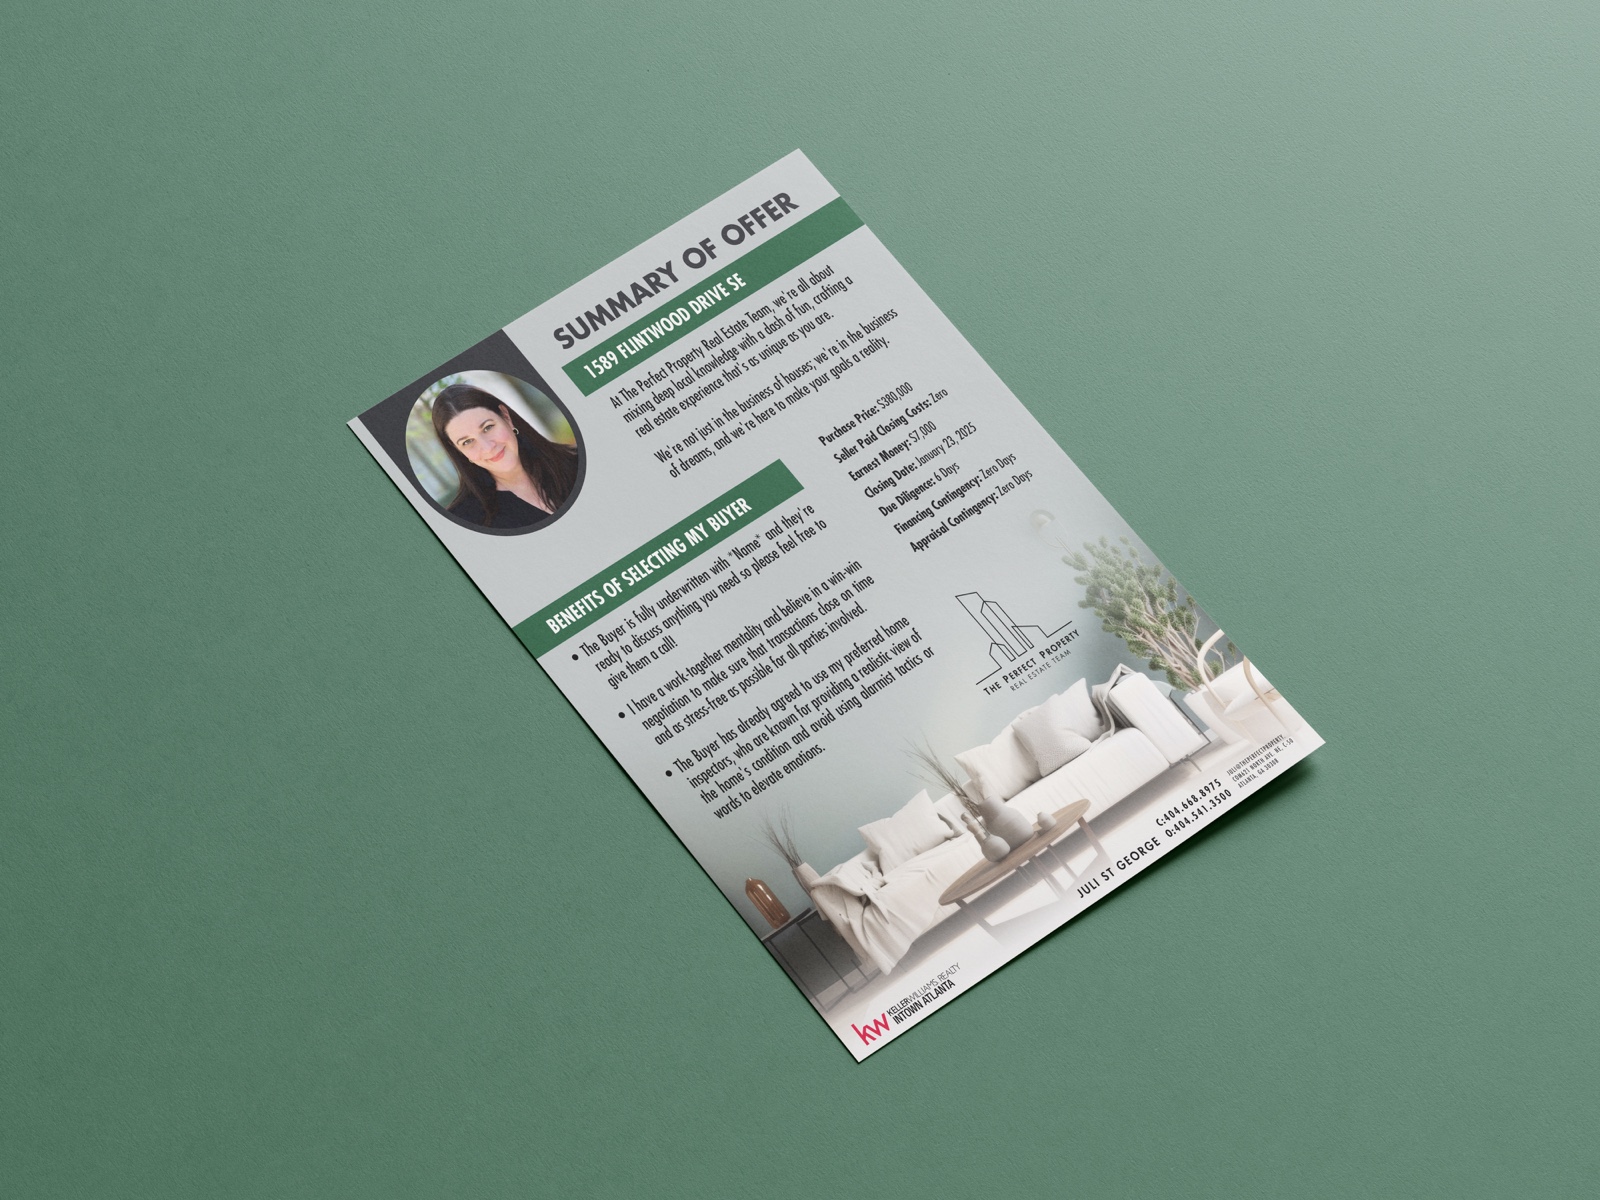 SUMMARY OF OFFER
1589 FLINTWOOD DRIVE SE
At The Perfect Property Real Estate Team, we're all about
mixing deep local knowledge with a dash of fun, crafting a
real estate experience that's as unique as you are.
We're not just in the business of houses; we're in the business
of dreams, and we're here to make your goals a reality.
BENEFITS OF SELECTING MY BUYER
• The Buyer is fully underwritten with *Name* and they're
ready to discuss anything you need so please feel free to
give them a call!
• I have a work-together mentality and believe in a win-win
negotiation to make sure that transactions close on time
and as stress-free as possible for all parties involved.
• The Buyer has already agreed to use my preferred home
inspectors, who are known for providing a realistic view of
the home's condition and avoid using alarmist tactics or
words to elevate emotions.
Purchase Price: $380,000
Seller Paid Closing Costs: Zero
Earnest Money: $7,000
Closing Date: January 23, 2025
Due Diligence: 6 Days
Financing Contingency: Zero Days
Appraisal Contingency: Zero Days
THE PERFECT PROPERTY
REAL ESTATE TEAM
kw KELLERWILLIAMS. REALTY
INTOWN ATLANTA
JULI ST GEORGE
C:404.668.8975
O:404.541.3500
ATLANTA, GA